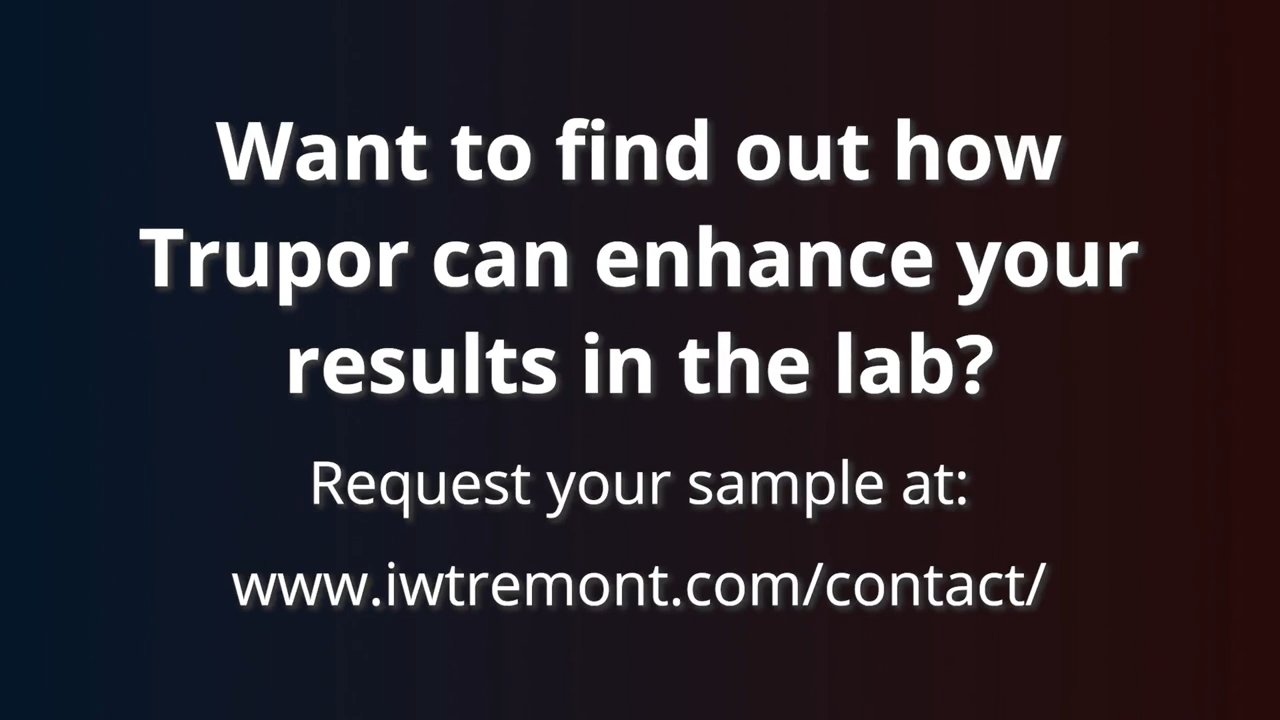 Want to find out how
Trupor can enhance your
results in the lab?
Request your sample at:
www.iwtremont.com/contact/